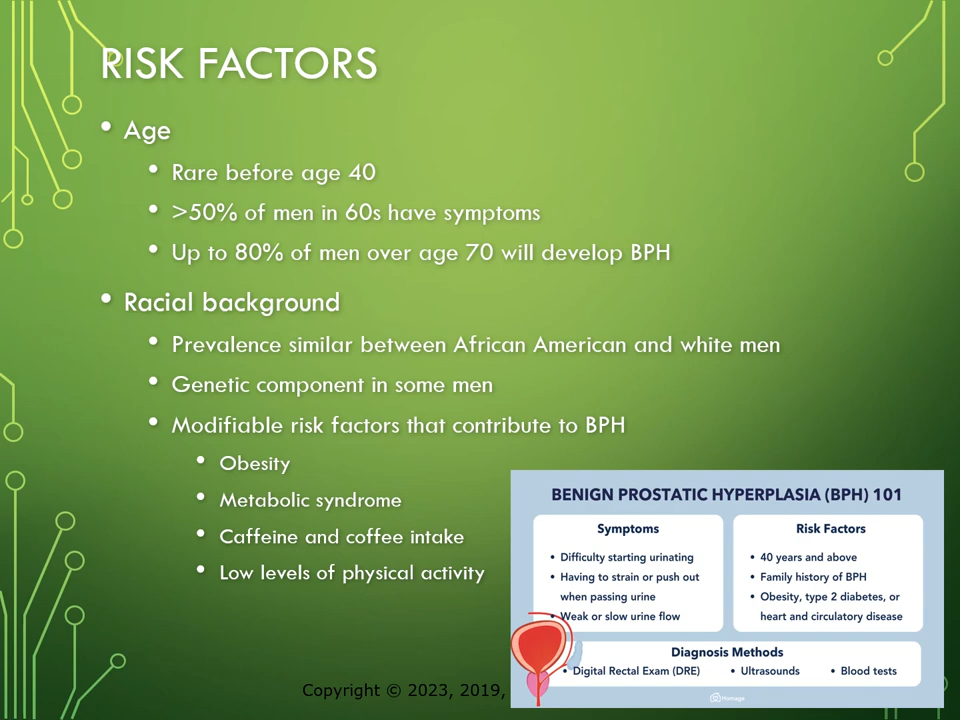 RISK FACTORS
• Age
• Rare before age 40
• >50% of men in 60s have symptoms
• Up to 80% of men over age 70 will develop BPH
• Racial background
• Prevalence similar between African American and white men
• Genetic component in some men
• Modifiable risk factors that contribute to BPH
• Obesity
• Metabolic syndrome
• Caffeine and coffee intake
• Low levels of physical activity
BENIGN PROSTATIC HYPERPLASIA (BPH) 101
Symptoms
• Difficulty starting urinating
• Having to strain or push out
when passing urine
• Weak or slow urine flow
Risk Factors
• 40 years and above
• Family history of BPH
• Obesity, type 2 diabetes, or
heart and circulatory disease
Diagnosis Methods
• Digital Rectal Exam (DRE) • Ultrasounds • Blood tests
Homage
Copyright © 2023, 2019,